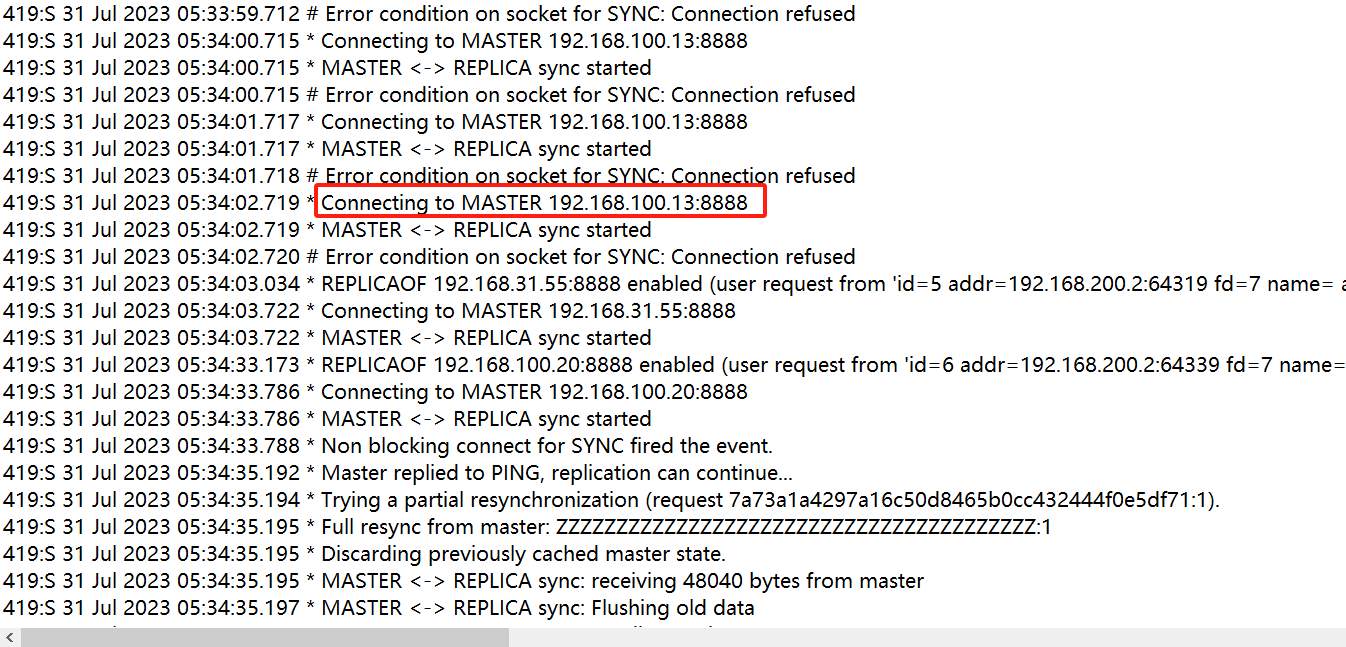 419:S 31 Jul 2023 05:33:59.712 # Error condition on socket for SYNC: Connection refused
419:S 31 Jul 2023 05:34:00.715 * Connecting to MASTER 192.168.100.13:8888
419:S 31 Jul 2023 05:34:00.715 * MASTER <-> REPLICA sync started
419:S 31 Jul 2023 05:34:00.715 # Error condition on socket for SYNC: Connection refused
419:S 31 Jul 2023 05:34:01.717 * Connecting to MASTER 192.168.100.13:8888
419:S 31 Jul 2023 05:34:01.717 * MASTER <-> REPLICA sync started
419:S 31 Jul 2023 05:34:01.718 # Error condition on socket for SYNC: Connection refused
419:S 31 Jul 2023 05:34:02.719 * Connecting to MASTER 192.168.100.13:8888
419:S 31 Jul 2023 05:34:02.719 * MASTER <-> REPLICA sync started
419:S 31 Jul 2023 05:34:02.720 # Error condition on socket for SYNC: Connection refused
419:S 31 Jul 2023 05:34:03.034 * REPLICAOF 192.168.31.55:8888 enabled (user request from 'id=5 addr=192.168.200.2:64319 fd=7 name= a
419:S 31 Jul 2023 05:34:03.722 * Connecting to MASTER 192.168.31.55:8888
419:S 31 Jul 2023 05:34:03.722 * MASTER <-> REPLICA sync started
419:S 31 Jul 2023 05:34:33.173 * REPLICAOF 192.168.100.20:8888 enabled (user request from 'id=6 addr=192.168.200.2:64339 fd=7 name=
419:S 31 Jul 2023 05:34:33.786 * Connecting to MASTER 192.168.100.20:8888
419:S 31 Jul 2023 05:34:33.786 * MASTER <-> REPLICA sync started
419:S 31 Jul 2023 05:34:33.788 * Non blocking connect for SYNC fired the event.
419:S 31 Jul 2023 05:34:35.192 * Master replied to PING, replication can continue...
419:S 31 Jul 2023 05:34:35.194 * Trying a partial resynchronization (request 7a73a1a4297a16c50d8465b0cc432444f0e5df71:1).
419:S 31 Jul 2023 05:34:35.195 * Full resync from master: ZZZZZZZZZZZZZZZZZZZZZZZZZZZZZZZZZZZZZZZZ:1
419:S 31 Jul 2023 05:34:35.195 * Discarding previously cached master state.
419:S 31 Jul 2023 05:34:35.195 * MASTER <-> REPLICA sync: receiving 48040 bytes from master
419:S 31 Jul 2023 05:34:35.197 * MASTER <-> REPLICA sync: Flushing old data